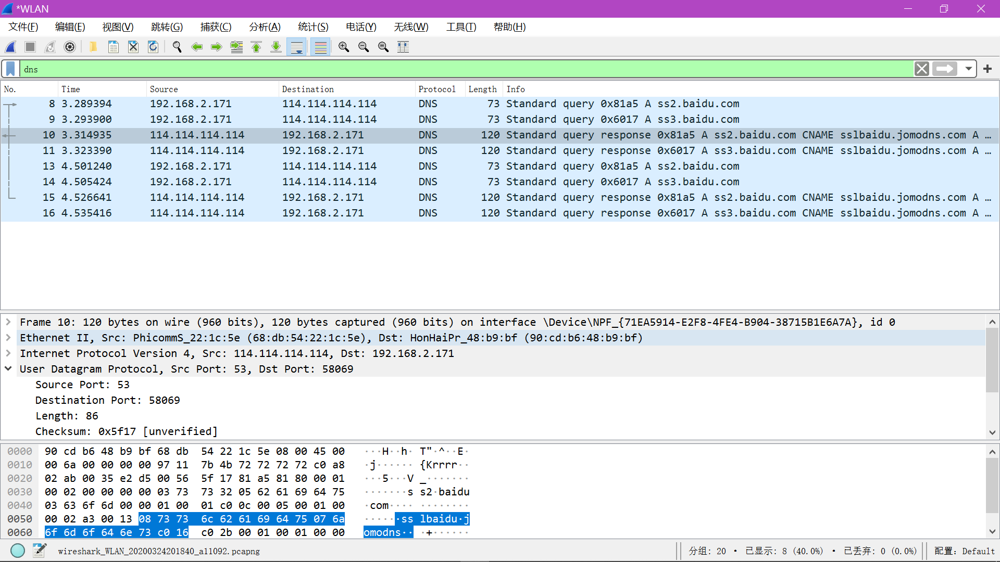 *WLAN
文件(F) 编辑(E) 视图(V) 跳转(G) 捕获(C) 分析(A) 统计(S) 电话(Y) 无线(W) 工具(T) 帮助(H)
dns
No. Time Source Destination Protocol Length Info
8 3.289394 192.168.2.171 114.114.114.114 DNS 73 Standard query 0x81a5 A ss2.baidu.com
9 3.293900 192.168.2.171 114.114.114.114 DNS 73 Standard query 0x6017 A ss3.baidu.com
10 3.314935 114.114.114.114 192.168.2.171 DNS 120 Standard query response 0x81a5 A ss2.baidu.com CNAME sslbaidu.jomodns.com A …
11 3.323390 114.114.114.114 192.168.2.171 DNS 120 Standard query response 0x6017 A ss3.baidu.com CNAME sslbaidu.jomodns.com A …
13 4.501240 192.168.2.171 114.114.114.114 DNS 73 Standard query 0x81a5 A ss2.baidu.com
14 4.505424 192.168.2.171 114.114.114.114 DNS 73 Standard query 0x6017 A ss3.baidu.com
15 4.526641 114.114.114.114 192.168.2.171 DNS 120 Standard query response 0x81a5 A ss2.baidu.com CNAME sslbaidu.jomodns.com A …
16 4.535416 114.114.114.114 192.168.2.171 DNS 120 Standard query response 0x6017 A ss3.baidu.com CNAME sslbaidu.jomodns.com A …
Frame 10: 120 bytes on wire (960 bits), 120 bytes captured (960 bits) on interface \Device\NPF_{71EA5914-E2F8-4FE4-B904-38715B1E6A7A}, id 0
Ethernet II, Src: PhicommS_22:1c:5e (68:db:54:22:1c:5e), Dst: HonHaiPr_48:b9:bf (90:cd:b6:48:b9:bf)
Internet Protocol Version 4, Src: 114.114.114.114, Dst: 192.168.2.171
User Datagram Protocol, Src Port: 53, Dst Port: 58069
Source Port: 53
Destination Port: 58069
Length: 86
Checksum: 0x5f17 [unverified]
0000 90 cd b6 48 b9 bf 68 db 54 22 1c 5e 08 00 45 00 ···H··h· T"·^··E·
0010 00 6a 00 00 00 00 97 11 7b 4b 72 72 72 72 c0 a8 ·j······ {Krrrr··
0020 02 ab 00 35 e2 d5 00 56 5f 17 81 a5 81 80 00 01 ···5···V _·······
0030 00 02 00 00 00 00 03 73 73 32 05 62 61 69 64 75 ·······s s2·baidu
0040 03 63 6f 6d 00 00 01 00 01 c0 0c 00 05 00 01 00 ·com···· ········
0050 00 02 a3 00 13 08 73 73 6c 62 61 69 64 75 07 6a ······ss lbaidu·j
0060 6f 6d 6f 64 6e 73 c0 16 c0 2b 00 01 00 01 00 00 omodns·· ·+······
wireshark_WLAN_20200324201840_a11092.pcapng 分组: 20 · 已显示: 8 (40.0%) · 已丢弃: 0 (0.0%) 配置: Default